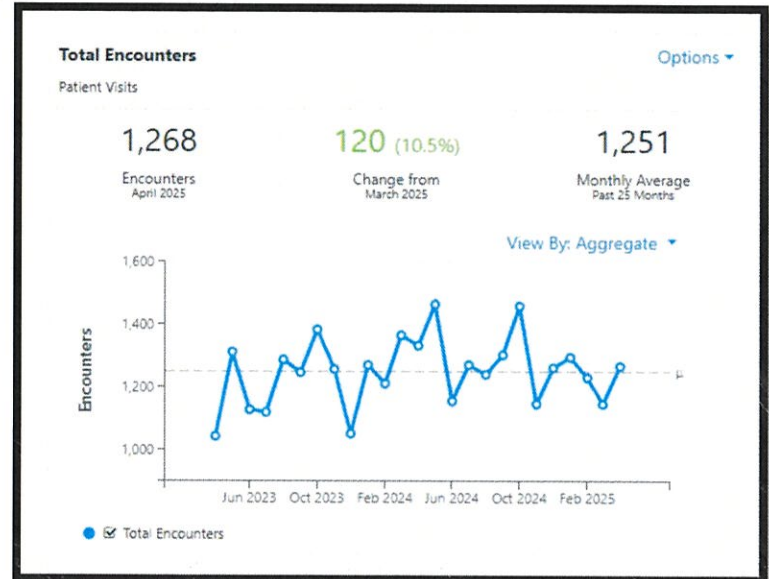 Total Encounters
Options
Patient Visits
1,268
Encounters
April 2025
120 (10.5%)
Change from
March 2025
1,251
Monthly Average
Past 25 Months
View By: Aggregate
Encounters
1,600
1,400
1,200
1,000
Jun 2023 Oct 2023 Feb 2024 Jun 2024 Oct 2024 Feb 2025
Total Encounters